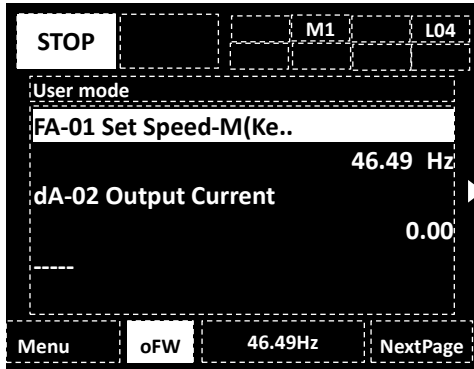 STOP M1 L04
User mode
FA-01 Set Speed-M(Ke..
46.49 Hz
dA-02 Output Current
0.00
-----
Menu oFW 46.49Hz NextPage